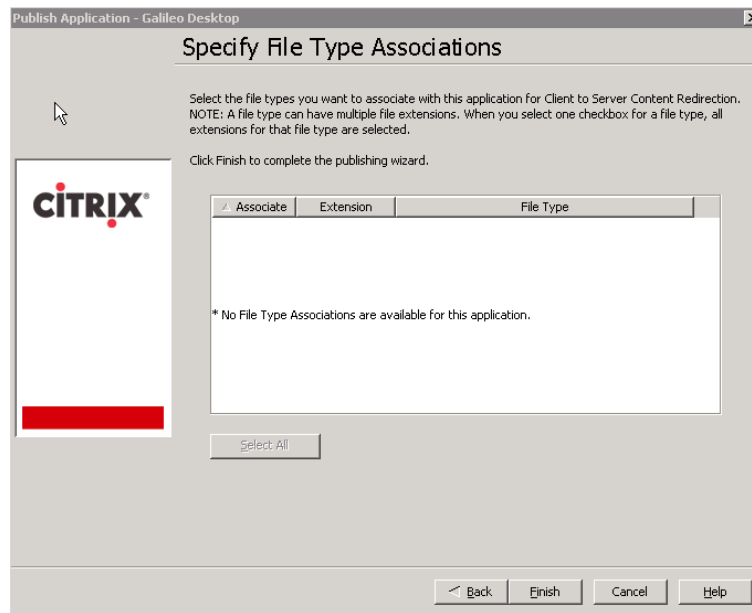 Publish Application - Galileo Desktop
Specify File Type Associations
Select the file types you want to associate with this application for Client to Server Content Redirection.
NOTE: A file type can have multiple file extensions. When you select one checkbox for a file type, all
extensions for that file type are selected.
Click Finish to complete the publishing wizard.
CITRIX®
Associate Extension File Type
* No File Type Associations are available for this application.
Select All
< Back Finish Cancel Help